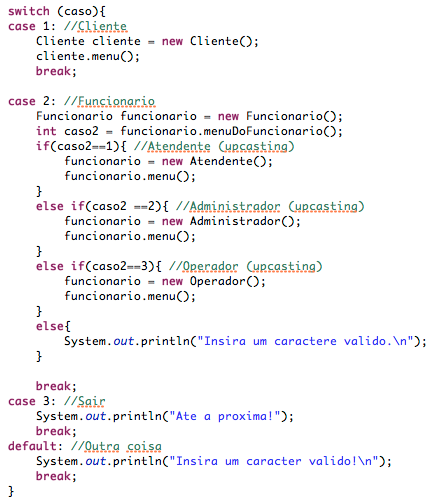 switch (caso){
case 1: //Cliente
    Cliente cliente = new Cliente();
    cliente.menu();
    break;

case 2: //Funcionario
    Funcionario funcionario = new Funcionario();
    int caso2 = funcionario.menuDoFuncionario();
    if(caso2==1){ //Atendente (upcasting)
        funcionario = new Atendente();
        funcionario.menu();
    }
    else if(caso2 ==2){ //Administrador (upcasting)
        funcionario = new Administrador();
        funcionario.menu();
    }
    else if(caso2==3){ //Operador (upcasting)
        funcionario = new Operador();
        funcionario.menu();
    }
    else{
        System.out.println("Insira um caractere valido.\n");
    }

    break;
case 3: //Sair
    System.out.println("Ate a proxima!");
    break;
default: //Outra coisa
    System.out.println("Insira um caracter valido!\n");
    break;
}